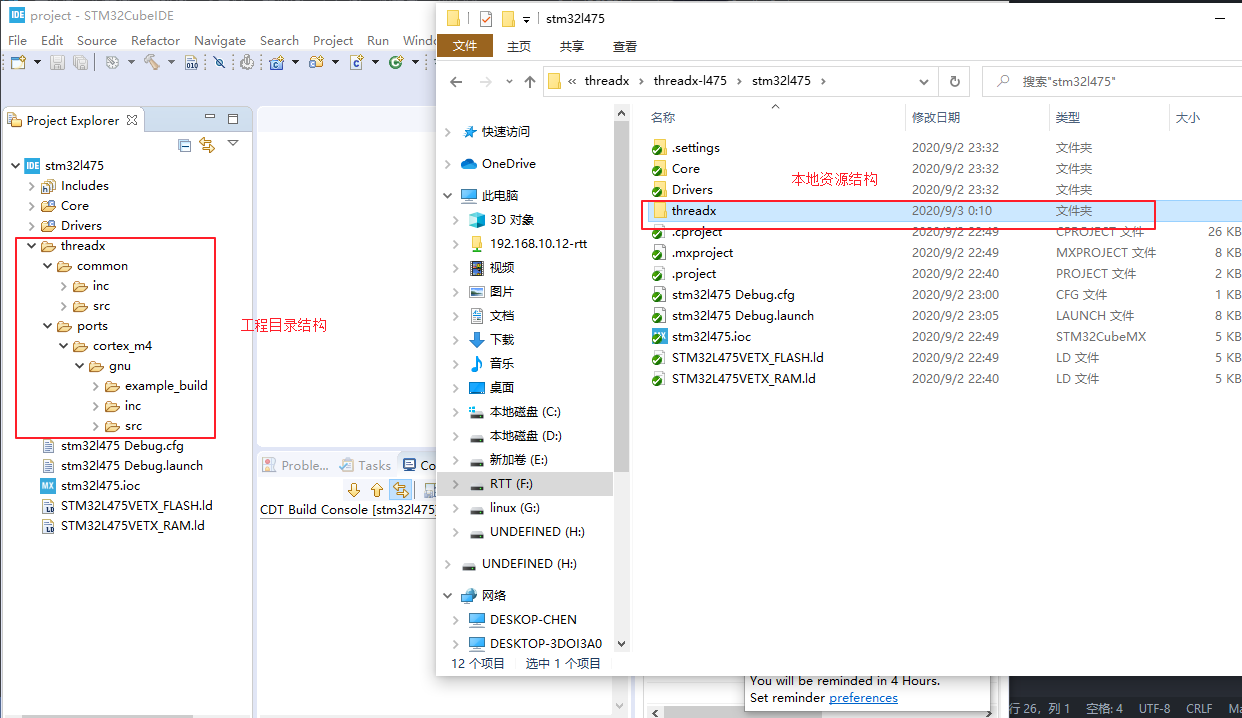 project - STM32CubeIDE
File Edit Source Refactor Navigate Search Project Run Windo
Project Explorer
stm32l475
Includes
Core
Drivers
threadx
common
inc
src
ports
cortex_m4
gnu
example_build
inc
src
stm32l475 Debug.cfg
stm32l475 Debug.launch
stm32l475.ioc
STM32L475VETX_FLASH.ld
STM32L475VETX_RAM.ld
工程目录结构
Proble... Tasks Co
CDT Build Console [stm32l475]
stm32l475
文件 主页 共享 查看
« threadx › threadx-l475 › stm32l475 ›
搜索"stm32l475"
快速访问
OneDrive
此电脑
3D 对象
192.168.10.12-rtt
视频
图片
文档
下载
音乐
桌面
本地磁盘 (C:)
本地磁盘 (D:)
新加卷 (E:)
RTT (F:)
linux (G:)
UNDEFINED (H:)
UNDEFINED (H:)
网络
DESKOP-CHEN
DESKTOP-3DOI3A0
12 个项目 选中 1 个项目
名称 修改日期 类型 大小
.settings 2020/9/2 23:32 文件夹
Core 2020/9/2 23:32 文件夹
本地资源结构
Drivers 2020/9/2 23:32 文件夹
threadx 2020/9/3 0:10 文件夹
.cproject 2020/9/2 22:49 CPROJECT 文件 26 KB
.mxproject 2020/9/2 22:49 MXPROJECT 文件 8 KB
.project 2020/9/2 22:40 PROJECT 文件 2 KB
stm32l475 Debug.cfg 2020/9/2 23:00 CFG 文件 1 KB
stm32l475 Debug.launch 2020/9/2 23:05 LAUNCH 文件 8 KB
stm32l475.ioc 2020/9/2 22:49 STM32CubeMX 5 KB
STM32L475VETX_FLASH.ld 2020/9/2 22:49 LD 文件 5 KB
STM32L475VETX_RAM.ld 2020/9/2 22:40 LD 文件 5 KB
You will be reminded in 4 Hours.
Set reminder preferences
行 26, 列 1 空格: 4 UTF-8 CRLF Ma